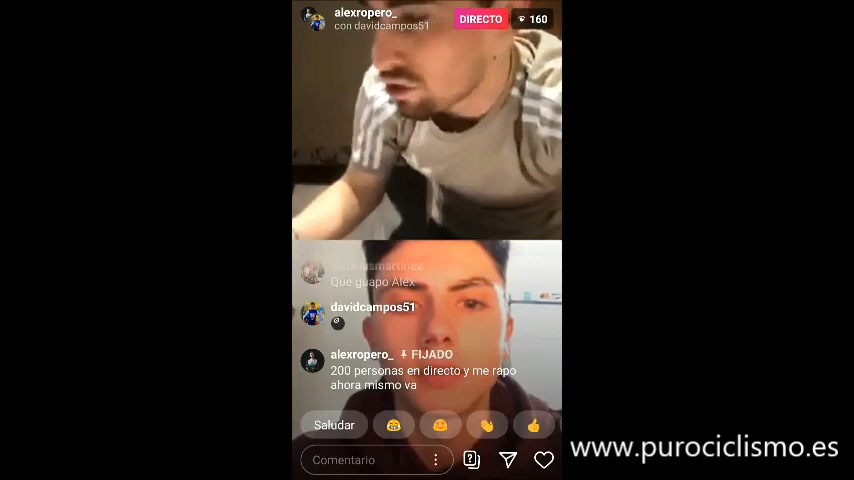 alexropero_
con davidcampos51
DIRECTO
160
Que guapo Alex
davidcampos51
alexropero_ FIJADO
200 personas en directo y me rapo
ahora mismo va
Saludar
Comentario
www.purociclismo.es